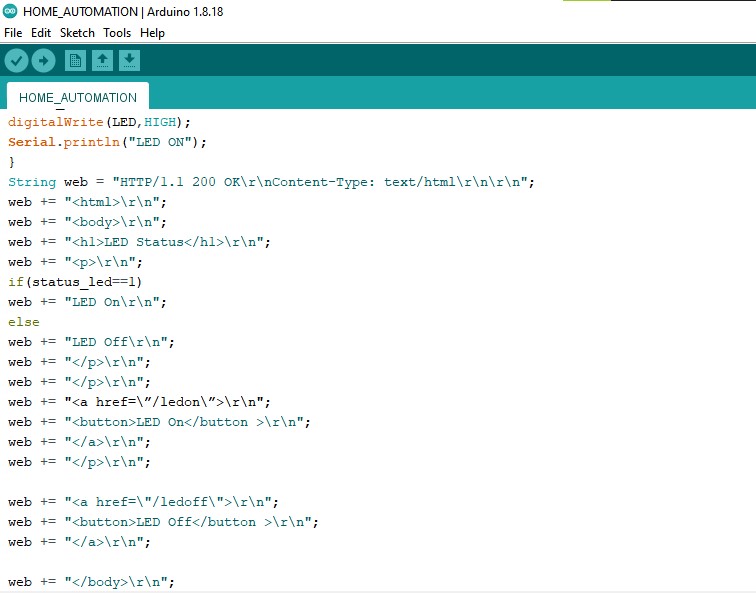 HOME_AUTOMATION | Arduino 1.8.18
File Edit Sketch Tools Help
HOME_AUTOMATION
digitalWrite(LED,HIGH);
Serial.println("LED ON");
}
String web = "HTTP/1.1 200 OK\r\nContent-Type: text/html\r\n\r\n";
web += "<html>\r\n";
web += "<body>\r\n";
web += "<h1>LED Status</h1>\r\n";
web += "<p>\r\n";
if(status_led==1)
web += "LED On\r\n";
else
web += "LED Off\r\n";
web += "</p>\r\n";
web += "</p>\r\n";
web += "<a href=\”/ledon\”>\r\n";
web += "<button>LED On</button >\r\n";
web += "</a>\r\n";
web += "</p>\r\n";
web += "<a href=\"/ledoff\">\r\n";
web += "<button>LED Off</button >\r\n";
web += "</a>\r\n";
web += "</body>\r\n";